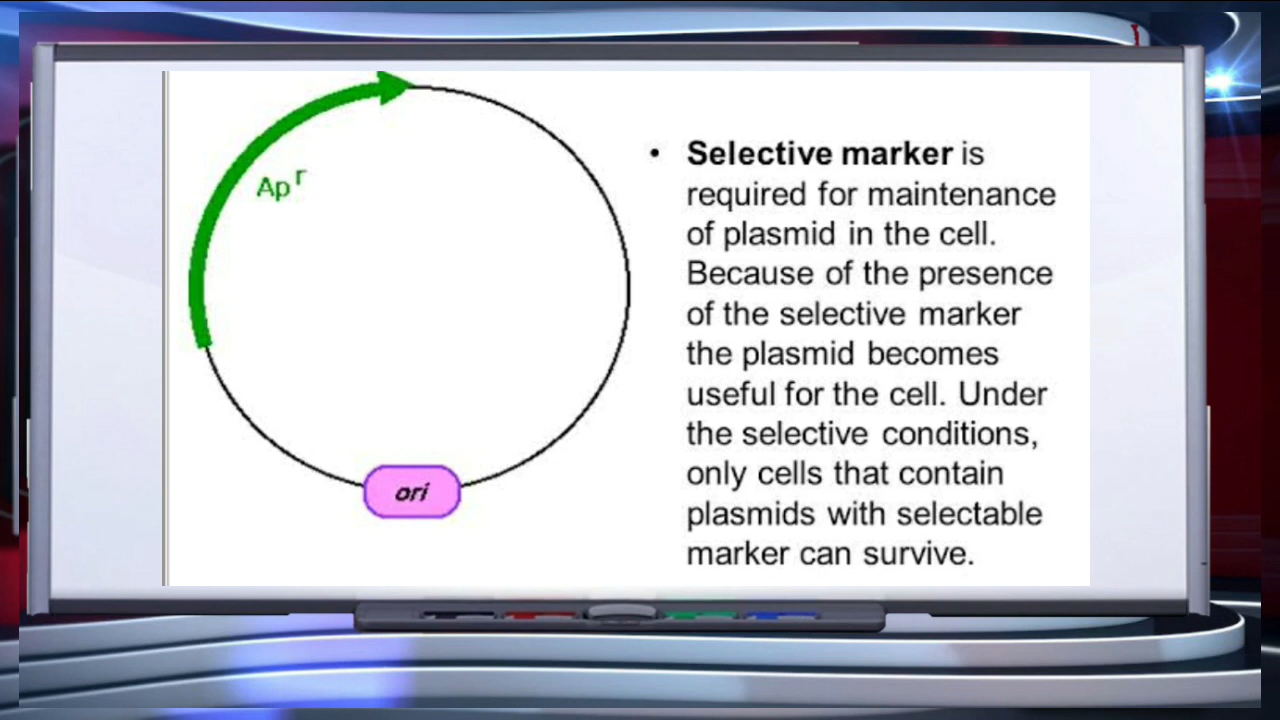 Ap r
ori
• Selective marker is
required for maintenance
of plasmid in the cell.
Because of the presence
of the selective marker
the plasmid becomes
useful for the cell. Under
the selective conditions,
only cells that contain
plasmids with selectable
marker can survive.